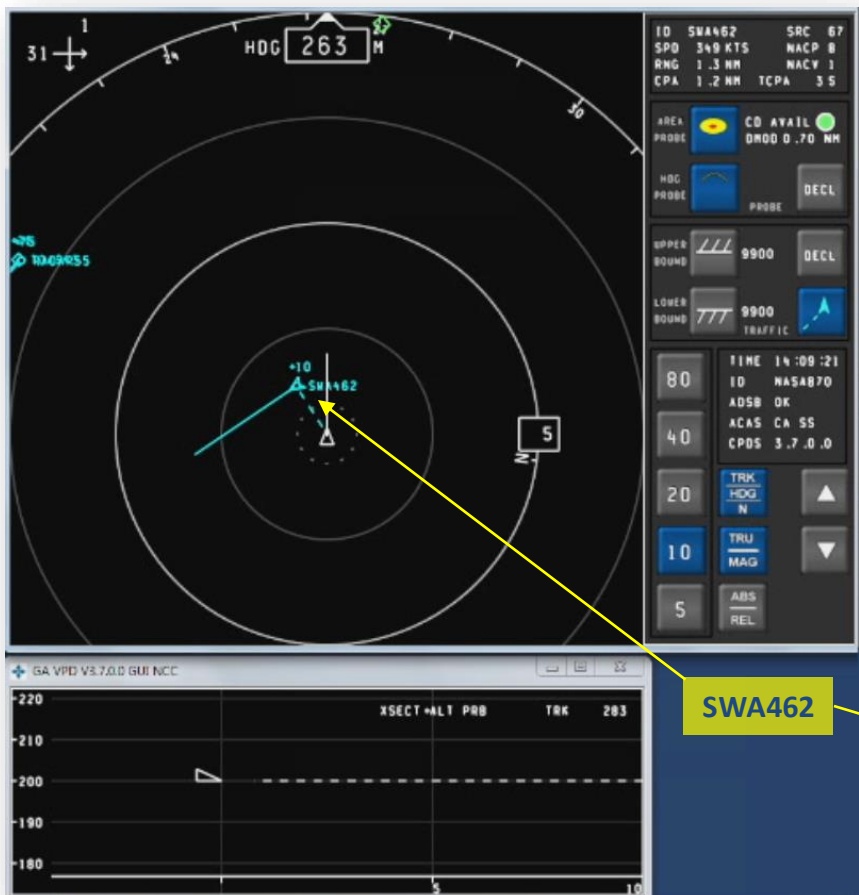 31
1
24
27
HDG 263 M
30
+10
SWA462
5
N
ID SWA462 SRC 67
SPD 349 KTS NACP 8
RNG 1.3 NM NACV 1
CPA 1.2 NM TCPA 35
AREA PROBE
CD AVAIL
DMOD 0.70 NM
HDG PROBE
PROBE
DECL
UPPER BOUND
9900
DECL
LOWER BOUND
9900
TRAFFIC
80
40
20
10
5
TIME 14:09:21
ID NASA870
ADSB OK
ACAS CA SS
CPDS 3.7.0.0
TRK
HDG
N
TRU
MAG
ABS
REL
GA VPD V3.7.0.0 GUI NCC
XSECT+ALT PRB TRK 283
220
210
200
190
180
5
10
SWA462